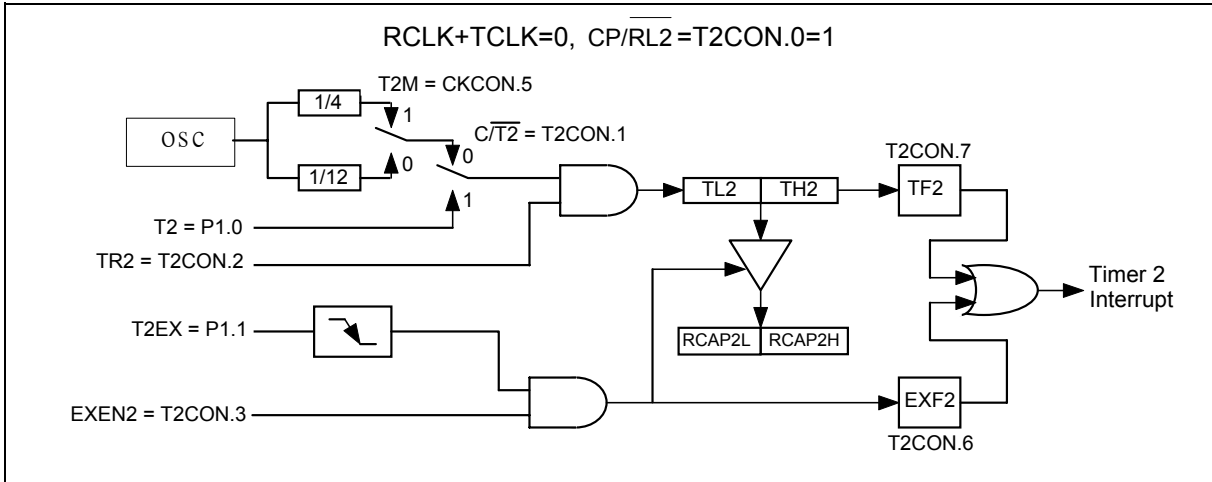 RCLK+TCLK=0, CP/R̅L̅2̅=T2CON.0=1
T2M = CKCON.5
1/4
1
OSC
C/T̅2̅ = T2CON.1
0
1/12
0
1
T2 = P1.0
TR2 = T2CON.2
TL2 TH2
T2CON.7
TF2
Timer 2
Interrupt
T2EX = P1.1
RCAP2L RCAP2H
EXEN2 = T2CON.3
EXF2
T2CON.6